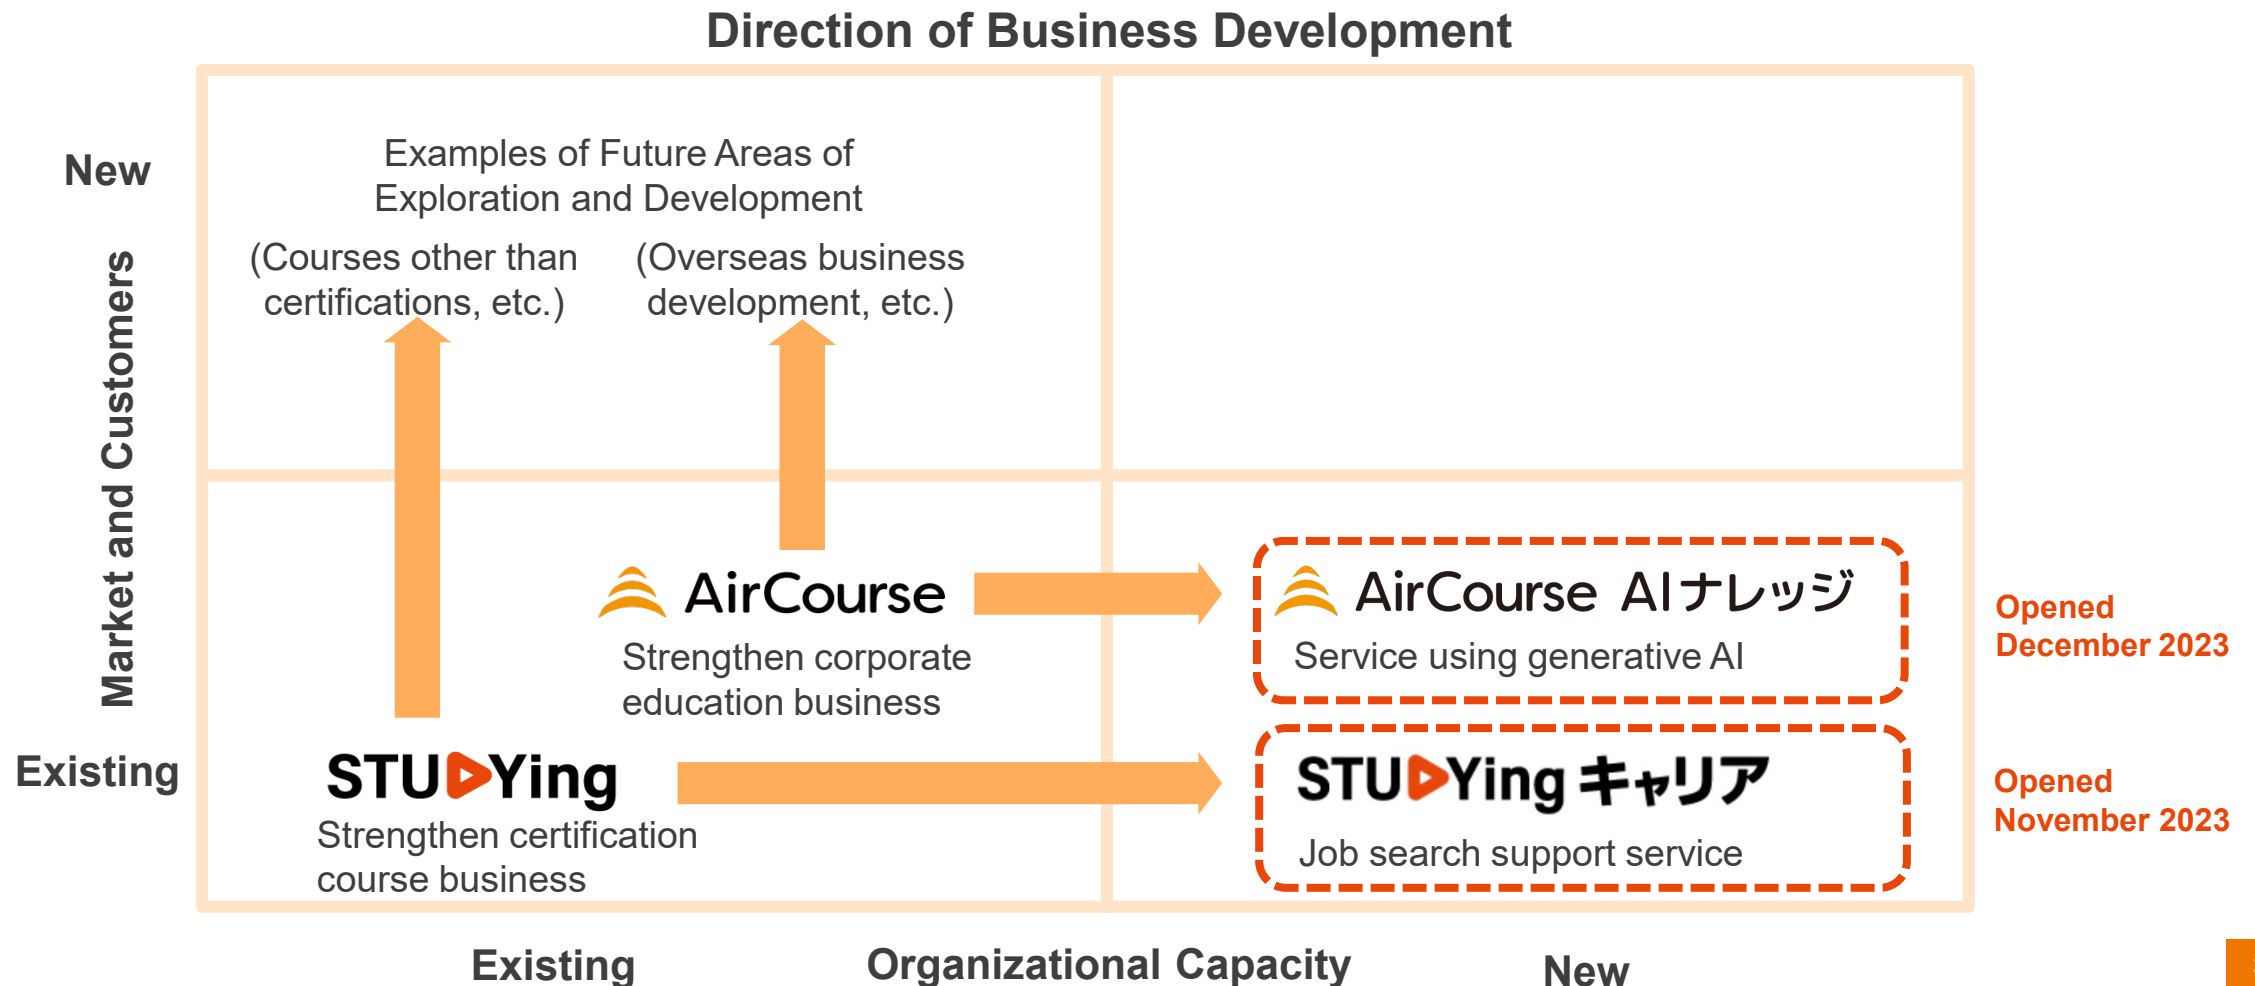 Direction of Business Development
New
Examples of Future Areas of
Exploration and Development
(Courses other than
certifications, etc.)
(Overseas business
development, etc.)
Market and Customers
AirCourse
Strengthen corporate
education business
AirCourse AIナレッジ
Service using generative AI
Opened
December 2023
Existing
STUDYing
Strengthen certification
course business
STUDYing キャリア
Job search support service
Opened
November 2023
Existing
Organizational Capacity
New